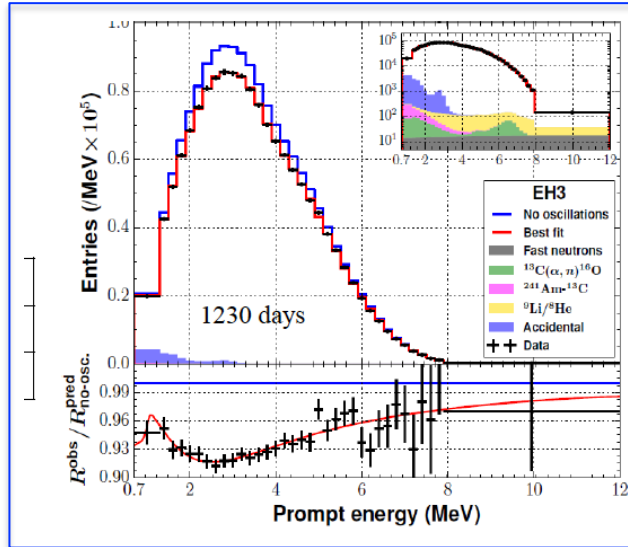 1.0
0.8
0.6
0.4
0.2
0.0
Entries (/MeV × 10⁵)
10⁵
10⁴
10³
10²
10¹
0.7 2 4 6 8 10 12
EH3
No oscillations
Best fit
Fast neutrons
¹³C(α, n)¹⁶O
²⁴¹Am-¹³C
⁹Li/⁸He
Accidental
Data
1230 days
0.99
0.96
0.93
0.90
R^obs / R^pred_no-osc.
0.7 2 4 6 8 10 12
Prompt energy (MeV)